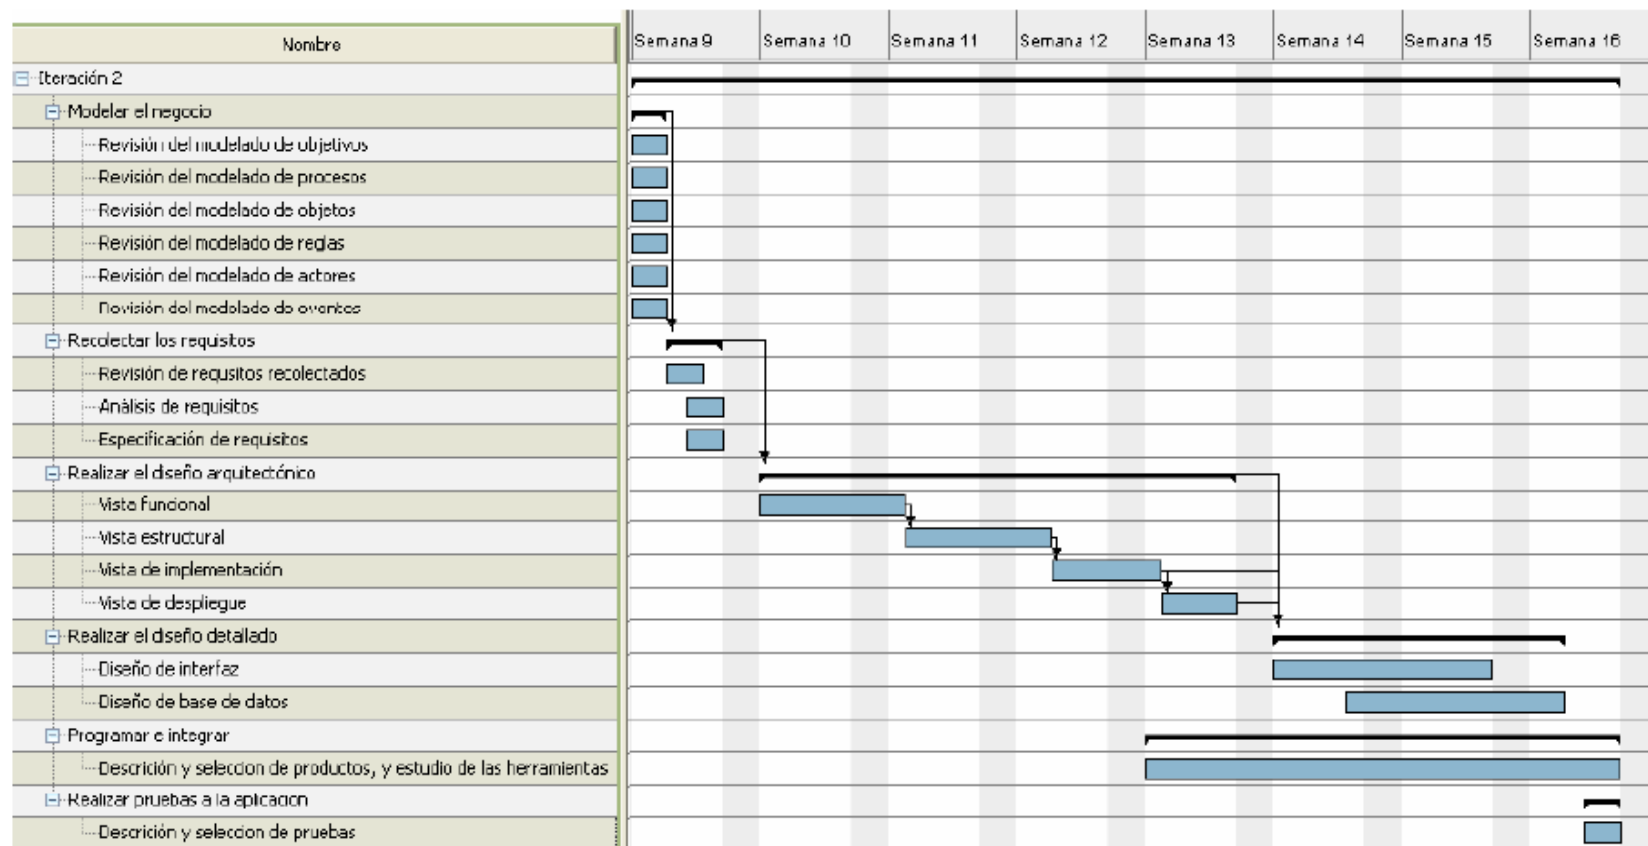 Nombre
Semana 9
Semana 10
Semana 11
Semana 12
Semana 13
Semana 14
Semana 15
Semana 16
Iteración 2
Modelar el negocio
Revisión del modelado de objetivos
Revisión del modelado de procesos
Revisión del modelado de objetos
Revisión del modelado de reglas
Revisión del modelado de actores
Revisión del modelado de eventos
Recolectar los requisitos
Revisión de requsitos recolectados
Análisis de requisitos
Especificación de requisitos
Realizar el diseño arquitectónico
Vista funcional
Vista estructural
Vista de implementación
Vista de despliegue
Realizar el diseño detallado
Diseño de interfaz
Diseño de base de datos
Programar e integrar
Descrición y seleccion de productos, y estudio de las herramientas
Realizar pruebas a la aplicacion
Descrición y seleccion de pruebas